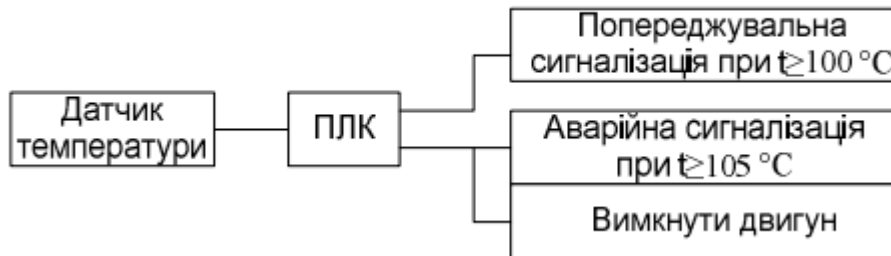 Попереджувальна
сигналізація при t≥100 °C
Датчик
температури
ПЛК
Аварійна сигналізація
при t≥105 °C
Вимкнути двигун